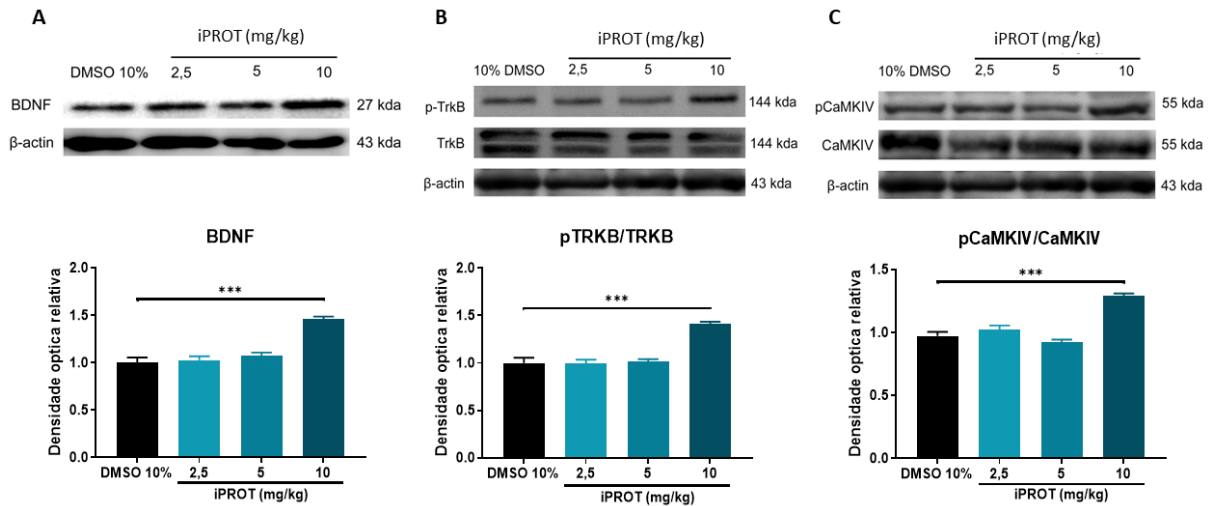 A
iPROT (mg/kg)
DMSO 10% 2,5 5 10
BDNF 27 kda
β-actin 43 kda
BDNF
Densidade optica relativa
2.0
1.5
1.0
0.5
0.0
***
DMSO 10% 2,5 5 10
iPROT (mg/kg)
B
iPROT (mg/kg)
10% DMSO 2,5 5 10
p-TrkB 144 kda
TrkB 144 kda
β-actin 43 kda
pTRKB/TRKB
Densidade optica relativa
2.0
1.5
1.0
0.5
0.0
***
DMSO 10% 2,5 5 10
iPROT (mg/kg)
C
iPROT (mg/kg)
10% DMSO 2,5 5 10
pCaMKIV 55 kda
CaMKIV 55 kda
β-actin 43 kda
pCaMKIV/CaMKIV
Densidade optica relativa
1.5
1.0
0.5
0.0
***
DMSO 10% 2,5 5 10
iPROT (mg/kg)